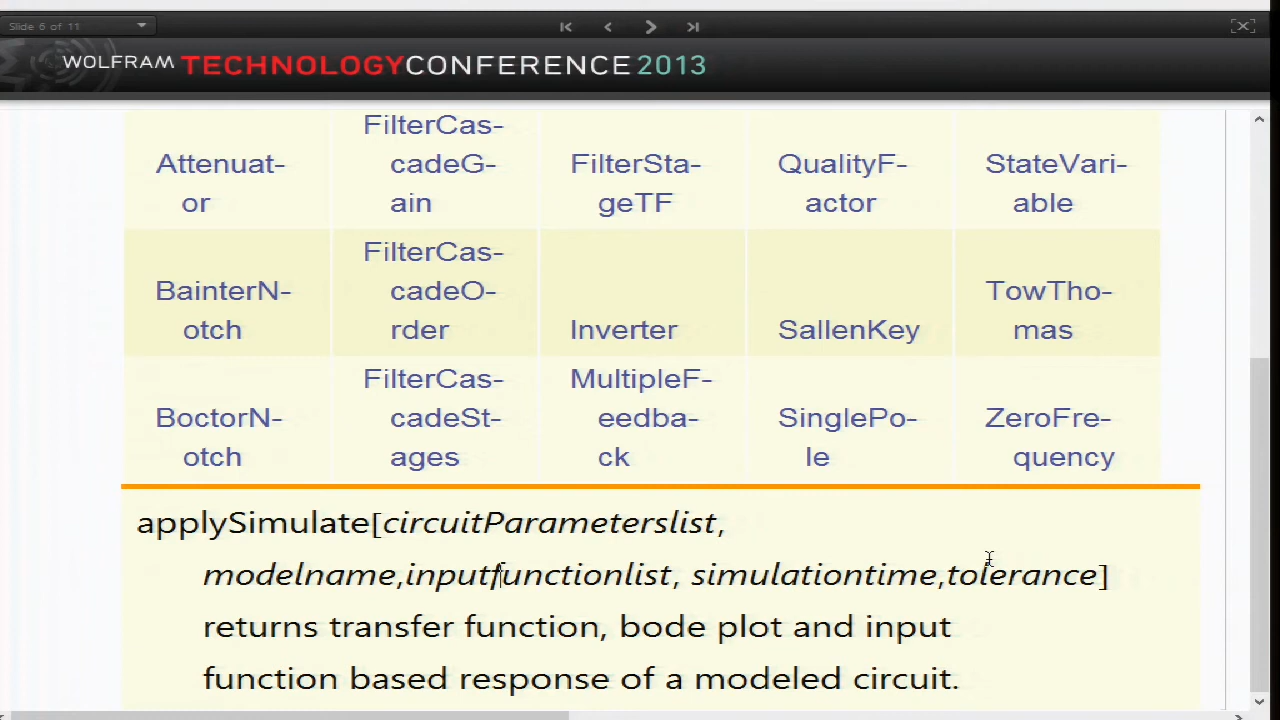 Slide 6 of 11
WOLFRAM TECHNOLOGYCONFERENCE 2013
Attenuat-
or
FilterCas-
cadeG-
ain
FilterSta-
geTF
QualityF-
actor
StateVari-
able
BainterN-
otch
FilterCas-
cadeO-
rder
Inverter
SallenKey
TowTho-
mas
BoctorN-
otch
FilterCas-
cadeSt-
ages
MultipleF-
eedba-
ck
SinglePo-
le
ZeroFre-
quency
applySimulate[circuitParameterslist,
modelname,inputfunctionlist, simulationtime,tolerance]
returns transfer function, bode plot and input
function based response of a modeled circuit.